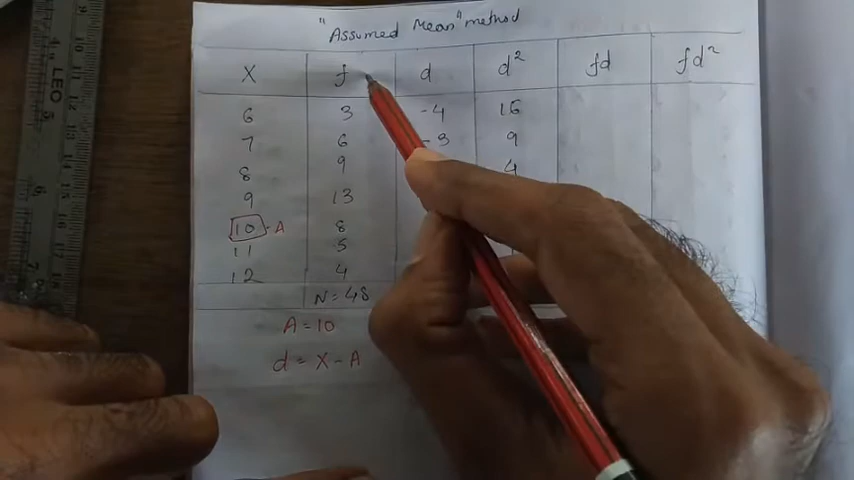 "Assumed Mean" method
X f d d² fd fd²
6 3 -4 16
7 6 -3 9
8 9 4
9 13
10 - A 8
11 5
12 4
N = 48
A = 10
d = X - A